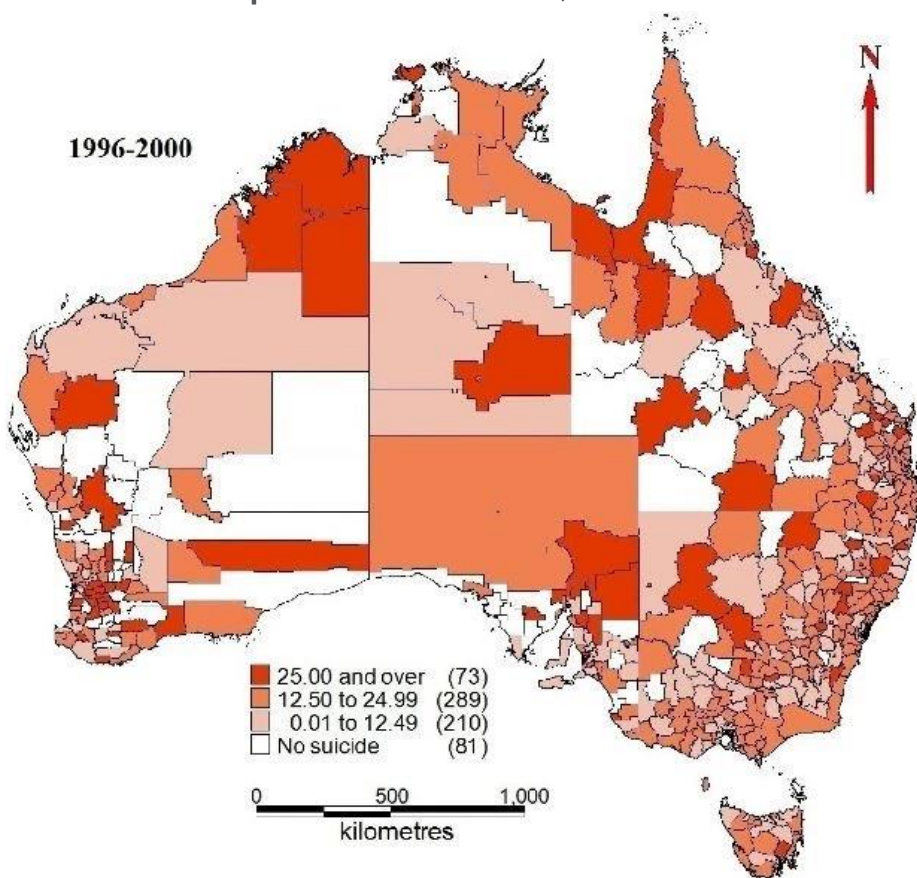 N
1996-2000
25.00 and over (73)
12.50 to 24.99 (289)
0.01 to 12.49 (210)
No suicide (81)
0 500 1,000
kilometres